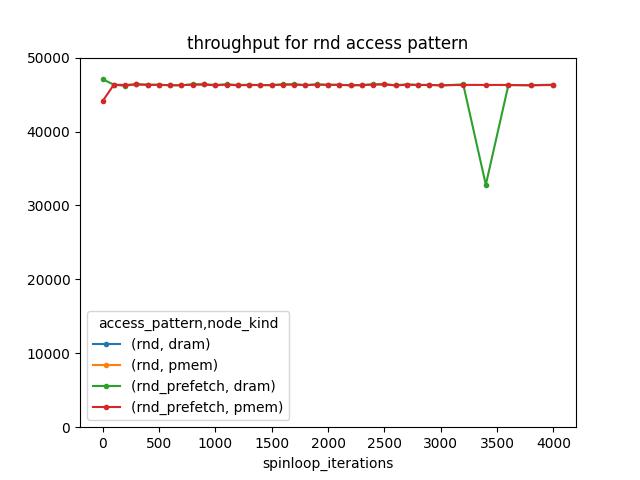 throughput for rnd access pattern
50000
40000
30000
20000
10000
0
access_pattern,node_kind
(rnd, dram)
(rnd, pmem)
(rnd_prefetch, dram)
(rnd_prefetch, pmem)
0 500 1000 1500 2000 2500 3000 3500 4000
spinloop_iterations